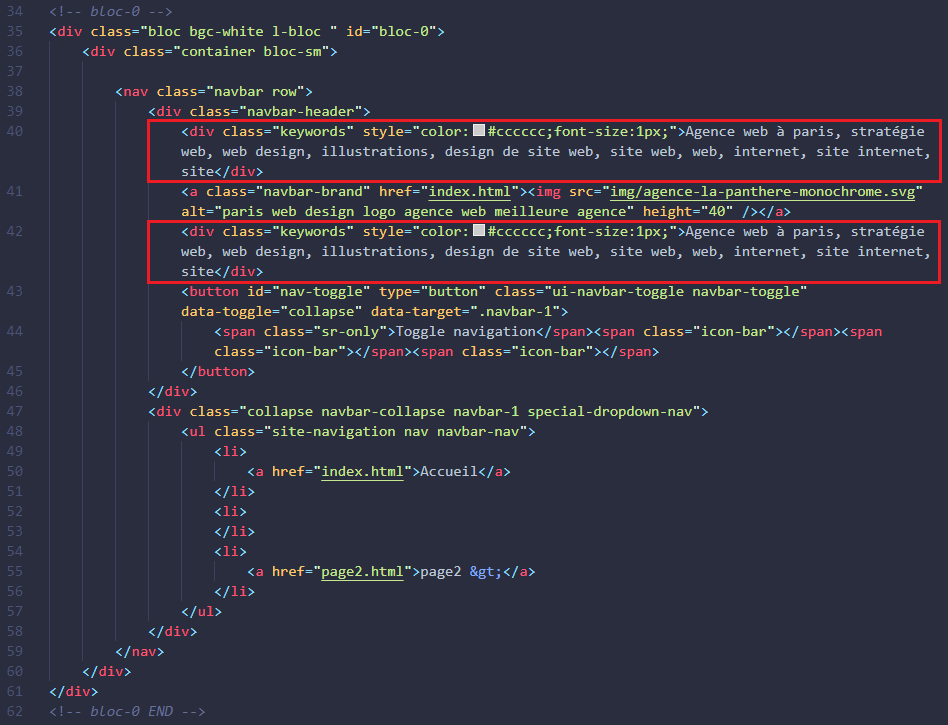 34 <!-- bloc-0 -->
35 <div class="bloc bgc-white l-bloc " id="bloc-0">
36 <div class="container bloc-sm">
37
38 <nav class="navbar row">
39 <div class="navbar-header">
40 <div class="keywords" style="color:#cccccc;font-size:1px;">Agence web à paris, stratégie
web, web design, illustrations, design de site web, site web, web, internet, site internet,
site</div>
41 <a class="navbar-brand" href="index.html"><img src="img/agence-la-panthere-monochrome.svg"
alt="paris web design logo agence web meilleure agence" height="40" /></a>
42 <div class="keywords" style="color:#cccccc;font-size:1px;">Agence web à paris, stratégie
web, web design, illustrations, design de site web, site web, web, internet, site internet,
site</div>
43 <button id="nav-toggle" type="button" class="ui-navbar-toggle navbar-toggle"
data-toggle="collapse" data-target=".navbar-1">
44 <span class="sr-only">Toggle navigation</span><span class="icon-bar"></span><span
class="icon-bar"></span><span class="icon-bar"></span>
45 </button>
46 </div>
47 <div class="collapse navbar-collapse navbar-1 special-dropdown-nav">
48 <ul class="site-navigation nav navbar-nav">
49 <li>
50 <a href="index.html">Accueil</a>
51 </li>
52 <li>
53 </li>
54 <li>
55 <a href="page2.html">page2 &gt;</a>
56 </li>
57 </ul>
58 </div>
59 </nav>
60 </div>
61 </div>
62 <!-- bloc-0 END -->